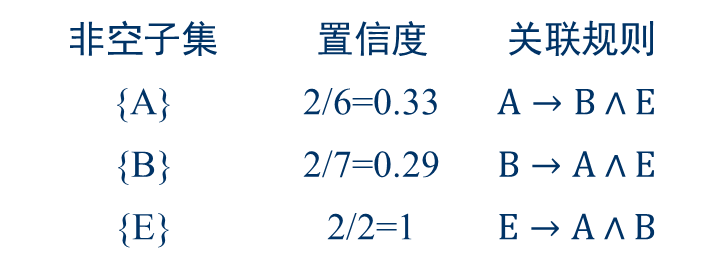 非空子集 置信度 关联规则
{A} 2/6=0.33 A → B ∧ E
{B} 2/7=0.29 B → A ∧ E
{E} 2/2=1 E → A ∧ B